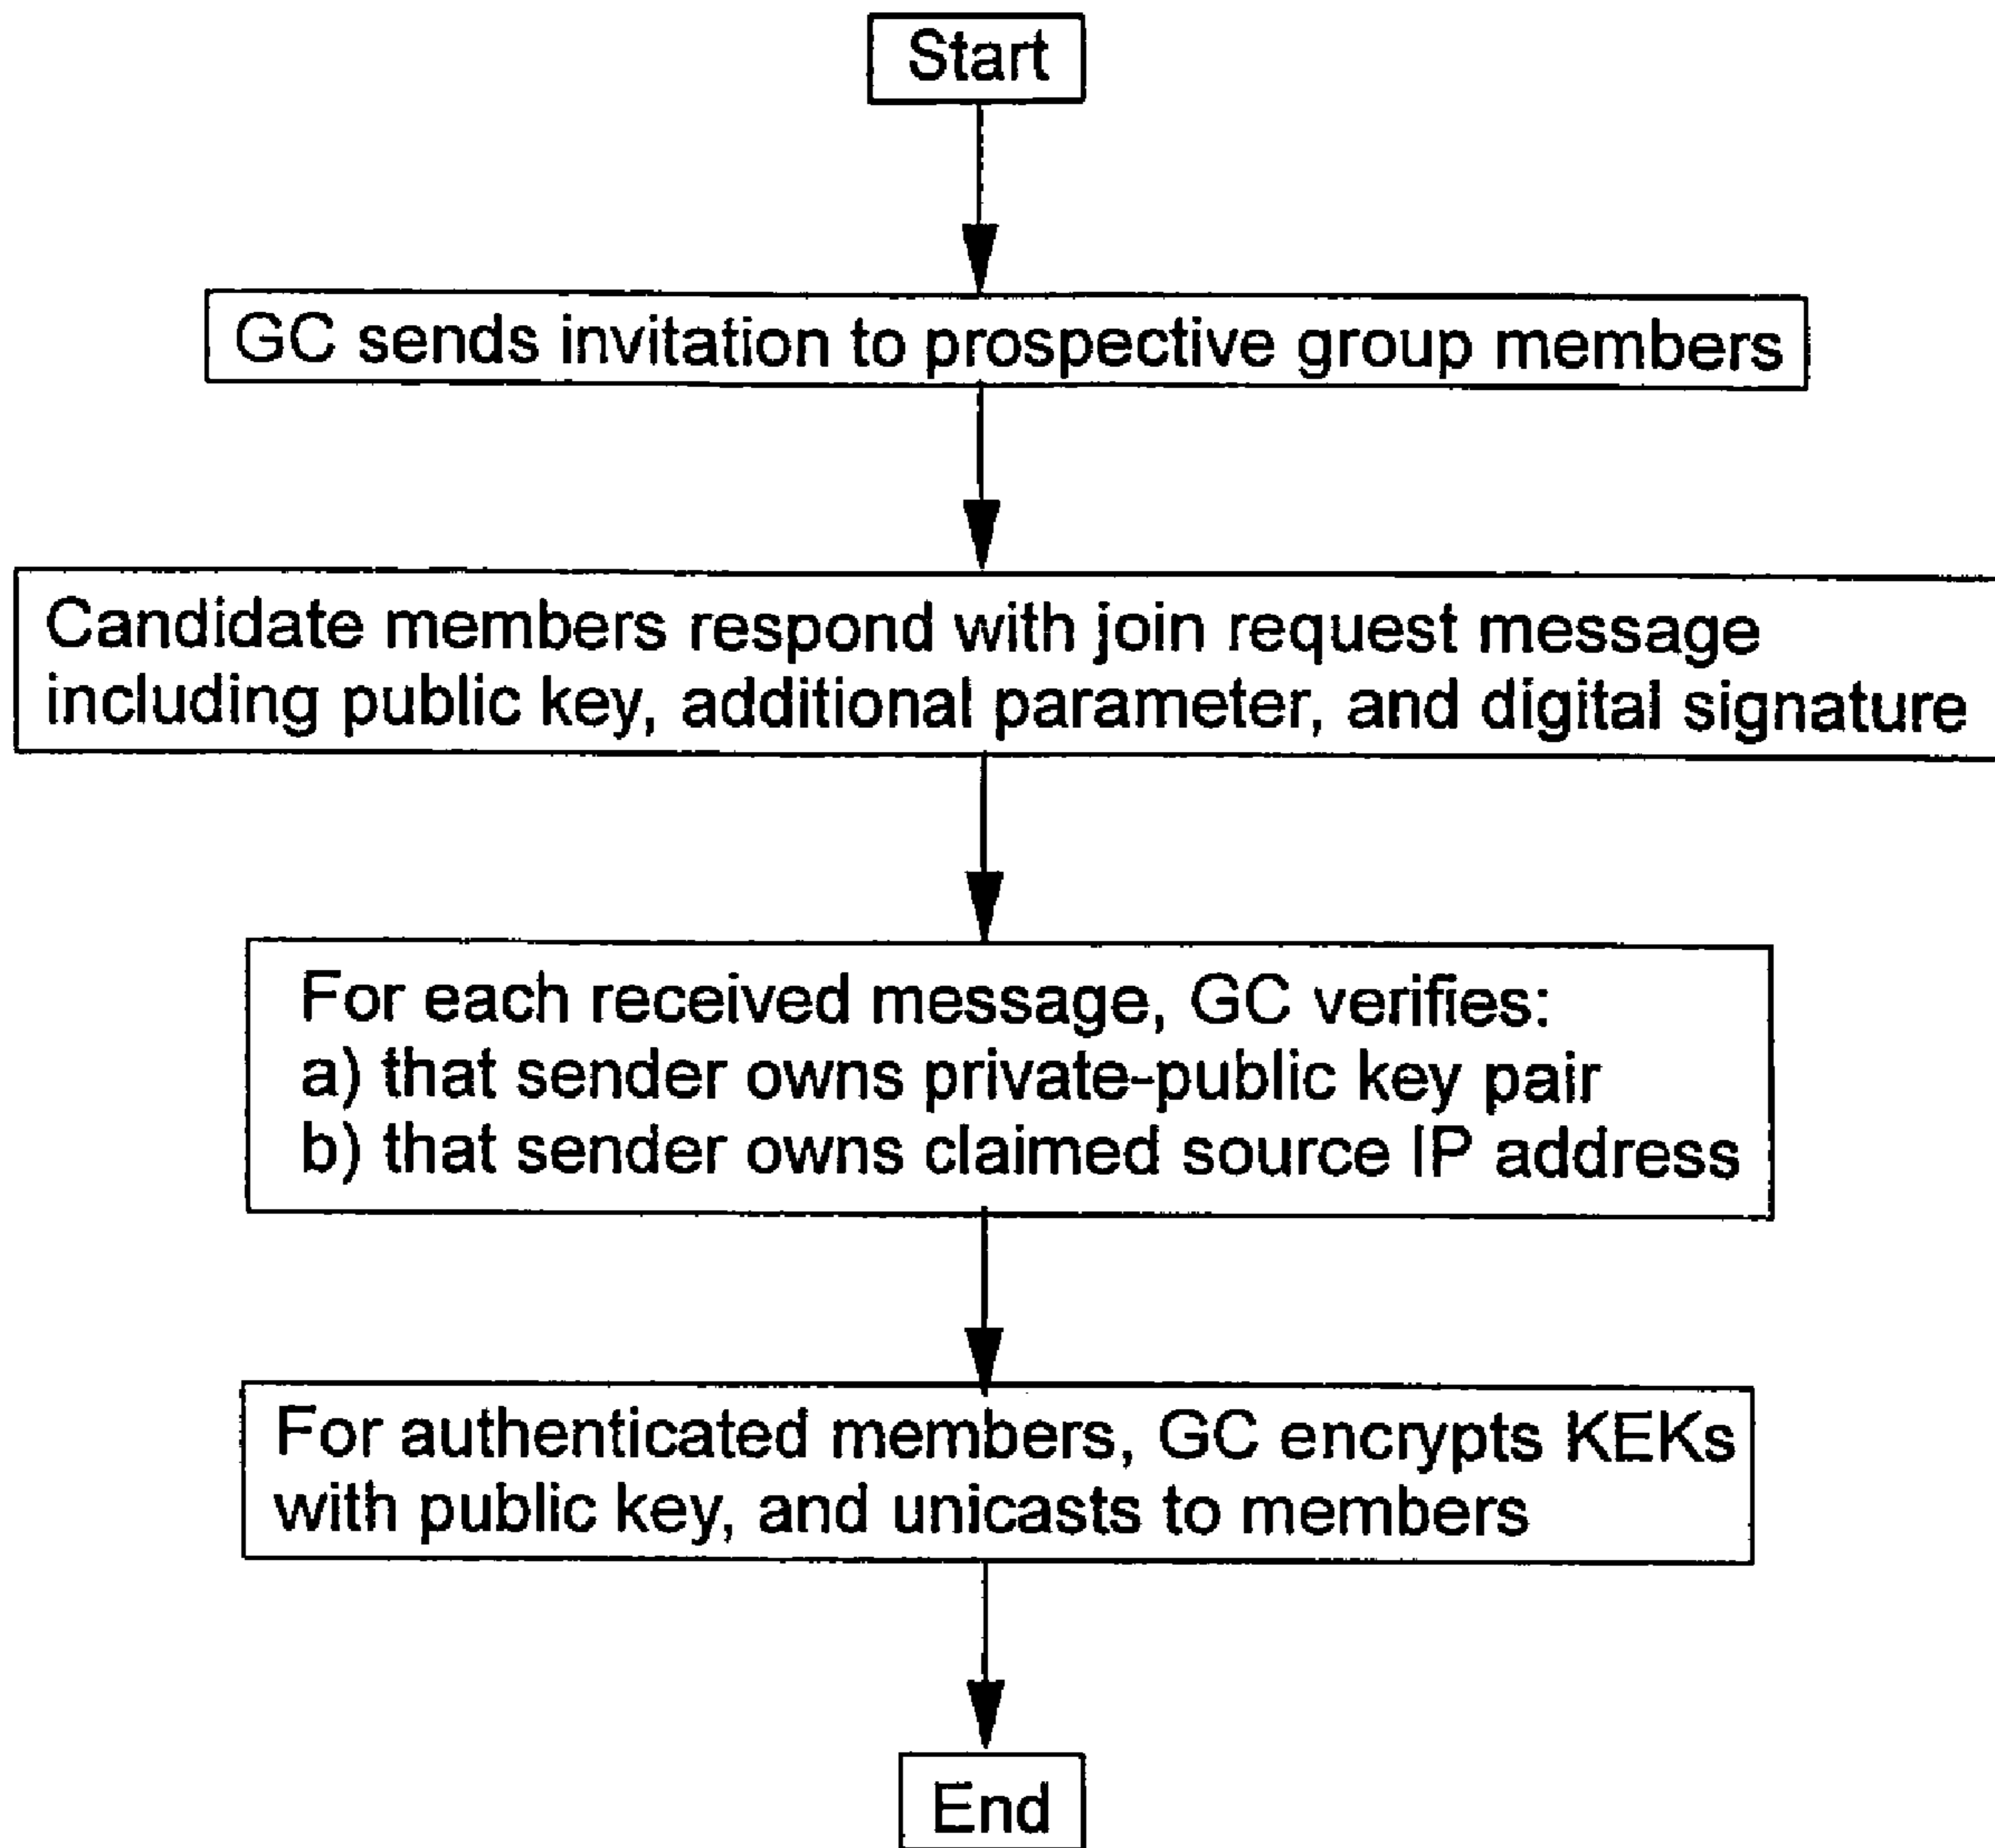 Start
GC sends invitation to prospective group members
Candidate members respond with join request message
including public key, additional parameter, and digital signature
For each received message, GC verifies:
a) that sender owns private-public key pair
b) that sender owns claimed source IP address
For authenticated members, GC encrypts KEKs
with public key, and unicasts to members
End